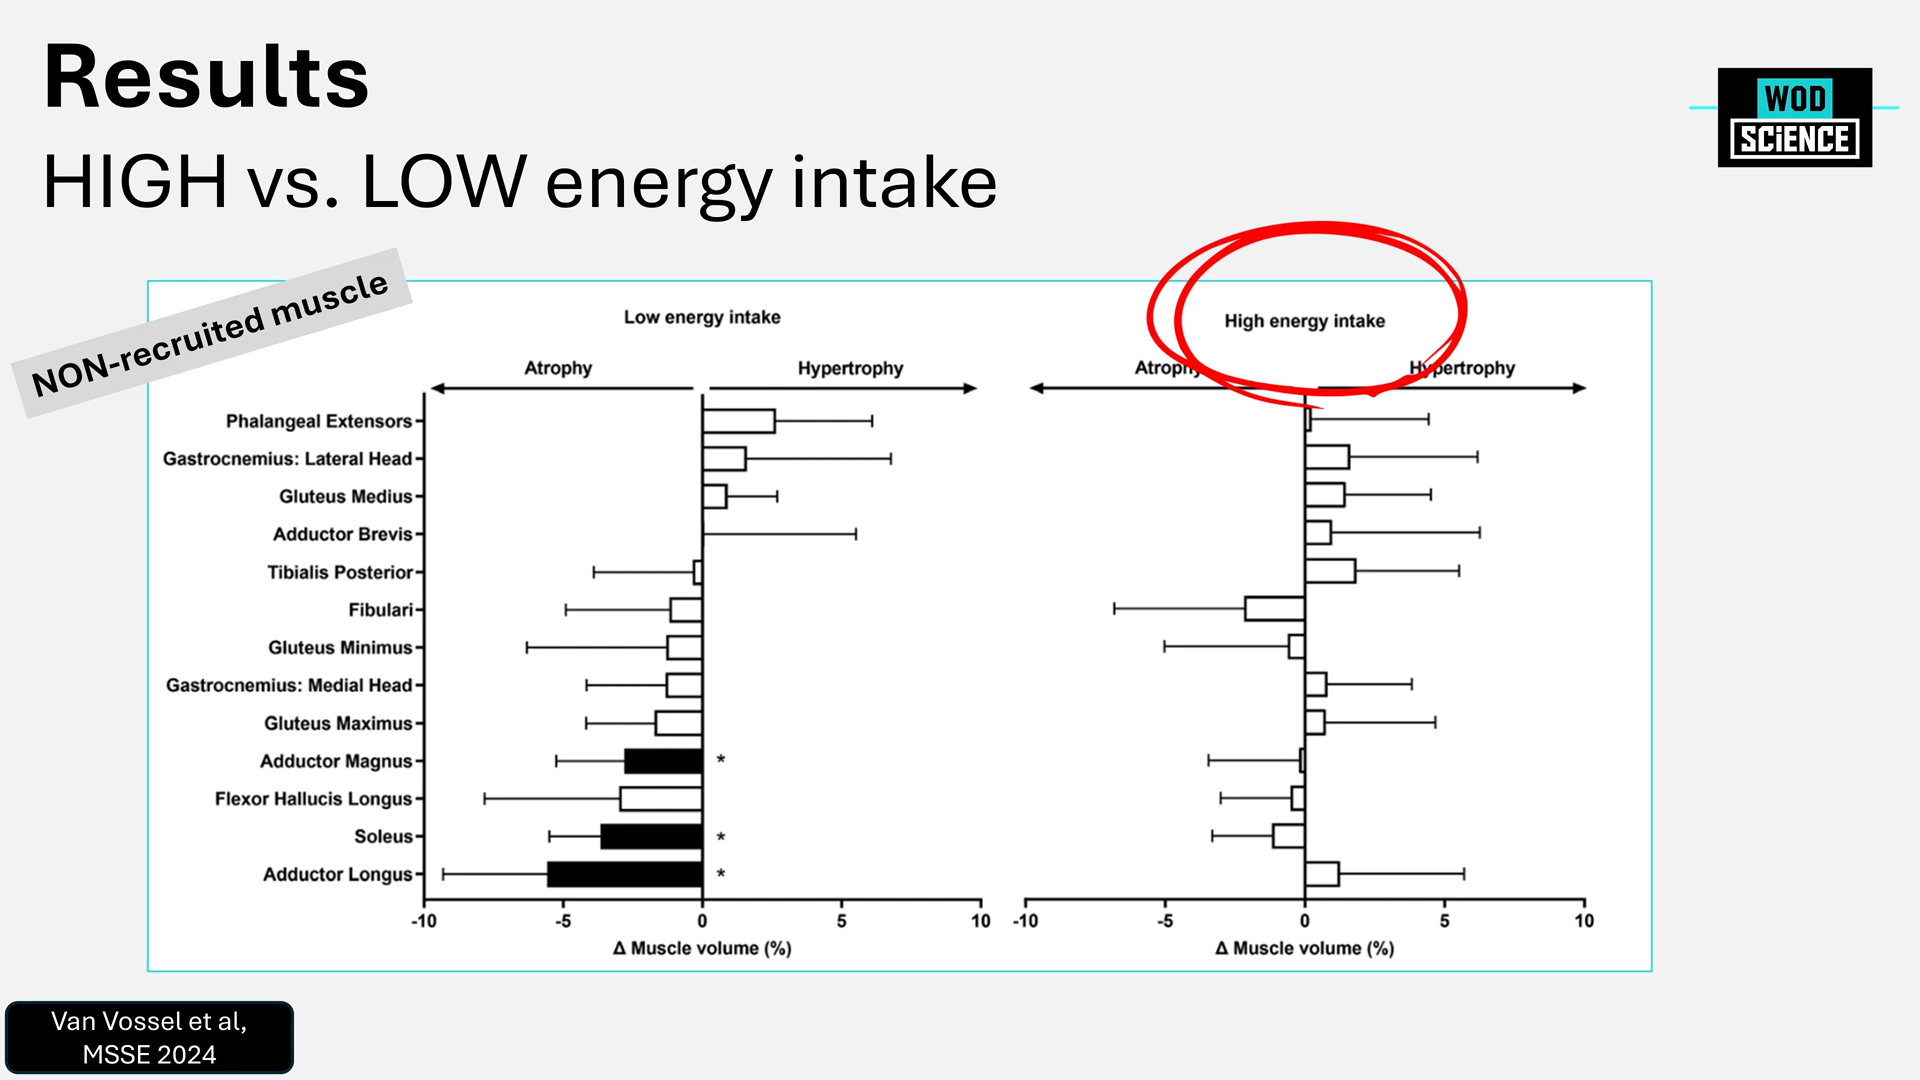 Results
HIGH vs. LOW energy intake
WOD
SCiENCE
NON-recruited muscle
Low energy intake
High energy intake
Atrophy
Hypertrophy
Atrophy
Hypertrophy
Phalangeal Extensors
Gastrocnemius: Lateral Head
Gluteus Medius
Adductor Brevis
Tibialis Posterior
Fibulari
Gluteus Minimus
Gastrocnemius: Medial Head
Gluteus Maximus
Adductor Magnus *
Flexor Hallucis Longus
Soleus *
Adductor Longus *
-10 -5 0 5 10
-10 -5 0 5 10
Δ Muscle volume (%)
Δ Muscle volume (%)
Van Vossel et al,
MSSE 2024